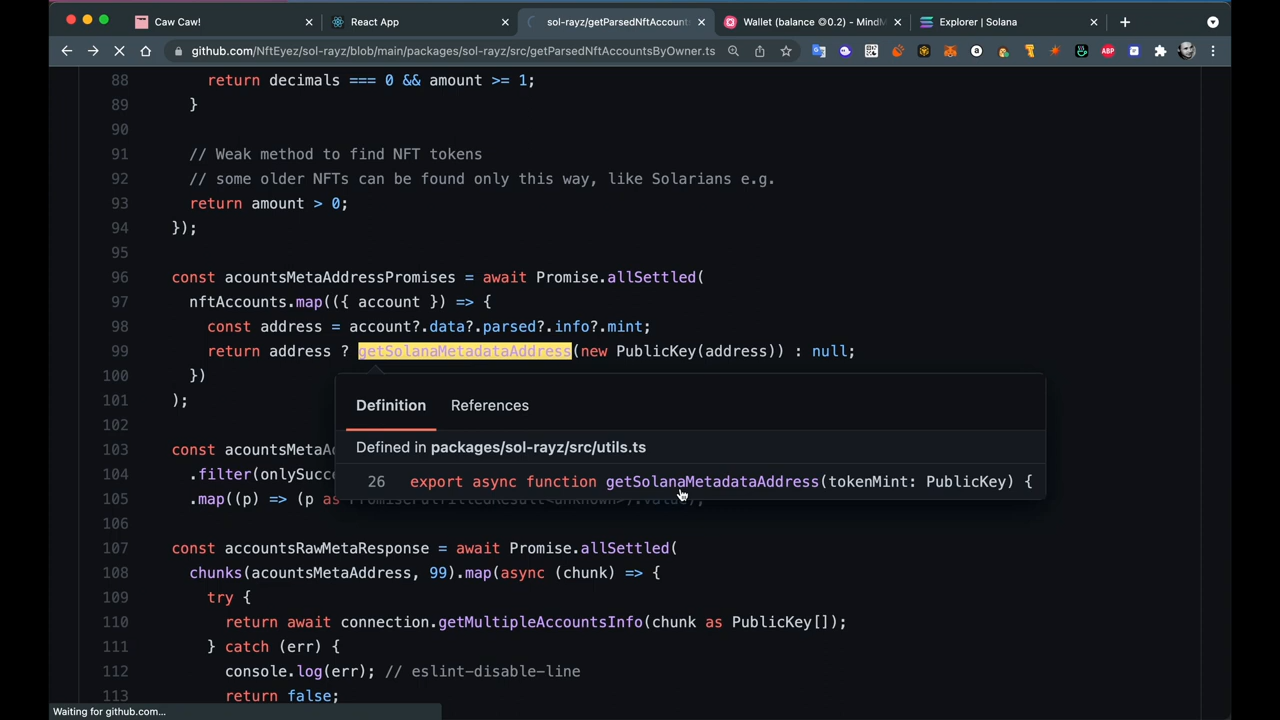 Caw Caw!
React App
sol-rayz/getParsedNftAccounts
Wallet (balance ◎0.2) - MindM
Explorer | Solana
github.com/NftEyez/sol-rayz/blob/main/packages/sol-rayz/src/getParsedNftAccountsByOwner.ts
ABP
88 return decimals === 0 && amount >= 1;
89 }
90
91 // Weak method to find NFT tokens
92 // some older NFTs can be found only this way, like Solarians e.g.
93 return amount > 0;
94 });
95
96 const acountsMetaAddressPromises = await Promise.allSettled(
97 nftAccounts.map(({ account }) => {
98 const address = account?.data?.parsed?.info?.mint;
99 return address ? getSolanaMetadataAddress(new PublicKey(address)) : null;
100 })
101 );
102
Definition References
Defined in packages/sol-rayz/src/utils.ts
26 export async function getSolanaMetadataAddress(tokenMint: PublicKey) {
103 const acountsMetaA
104 .filter(onlySucc
105 .map((p) => (p as PromiseFulfilledResult<unknown>).value);
106
107 const accountsRawMetaResponse = await Promise.allSettled(
108 chunks(acountsMetaAddress, 99).map(async (chunk) => {
109 try {
110 return await connection.getMultipleAccountsInfo(chunk as PublicKey[]);
111 } catch (err) {
112 console.log(err); // eslint-disable-line
113 return false;
Waiting for github.com...